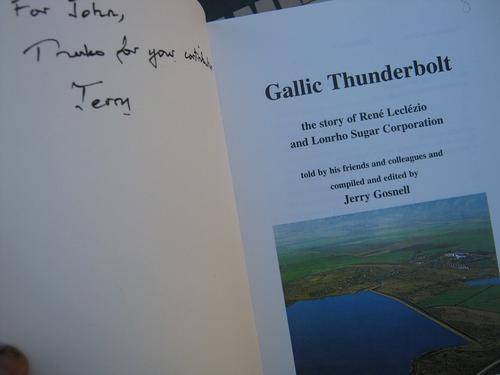 For John,
Thanks for your contribution
Jerry
Gallic Thunderbolt
the story of René Leclézio
and Lonrho Sugar Corporation
told by his friends and colleagues and
compiled and edited by
Jerry Gosnell